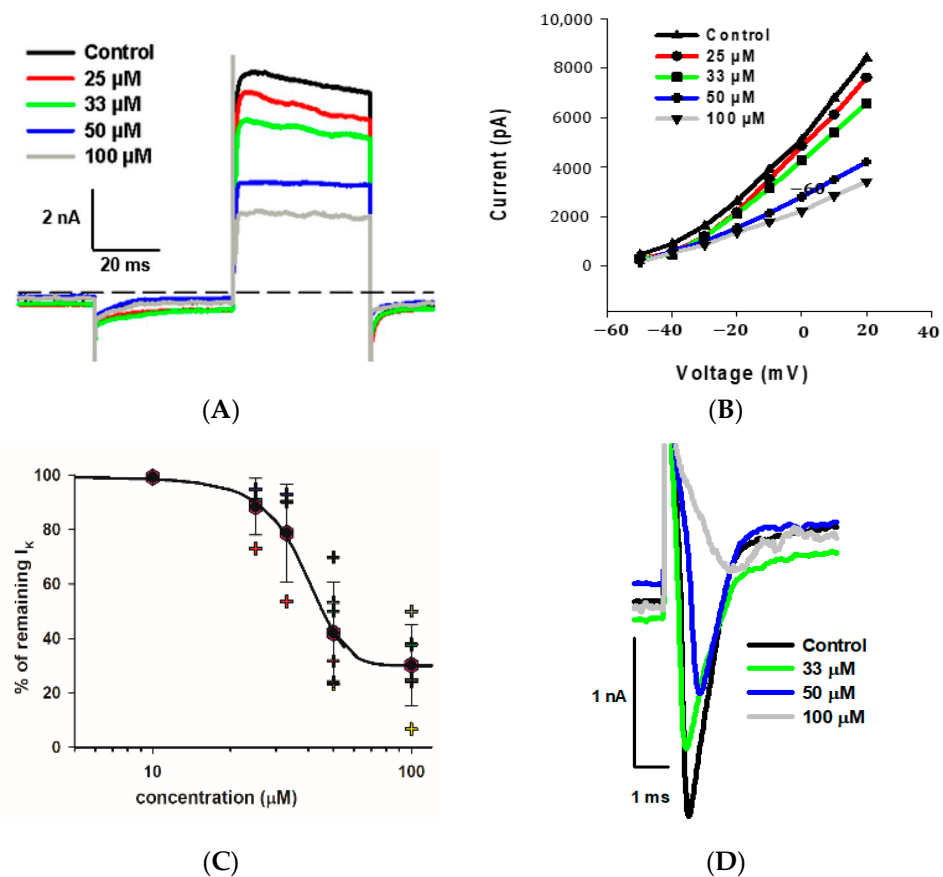 Control
25 µM
33 µM
50 µM
100 µM
2 nA
20 ms
(A)
10,000
8000
6000
4000
2000
0
Current (pA)
Control
25 µM
33 µM
50 µM
100 µM
−60
−60
−40
−20
0
20
40
Voltage (mV)
(B)
100
80
60
40
20
0
% of remaining IK
10
100
concentration (µM)
(C)
Control
33 µM
50 µM
100 µM
1 nA
1 ms
(D)